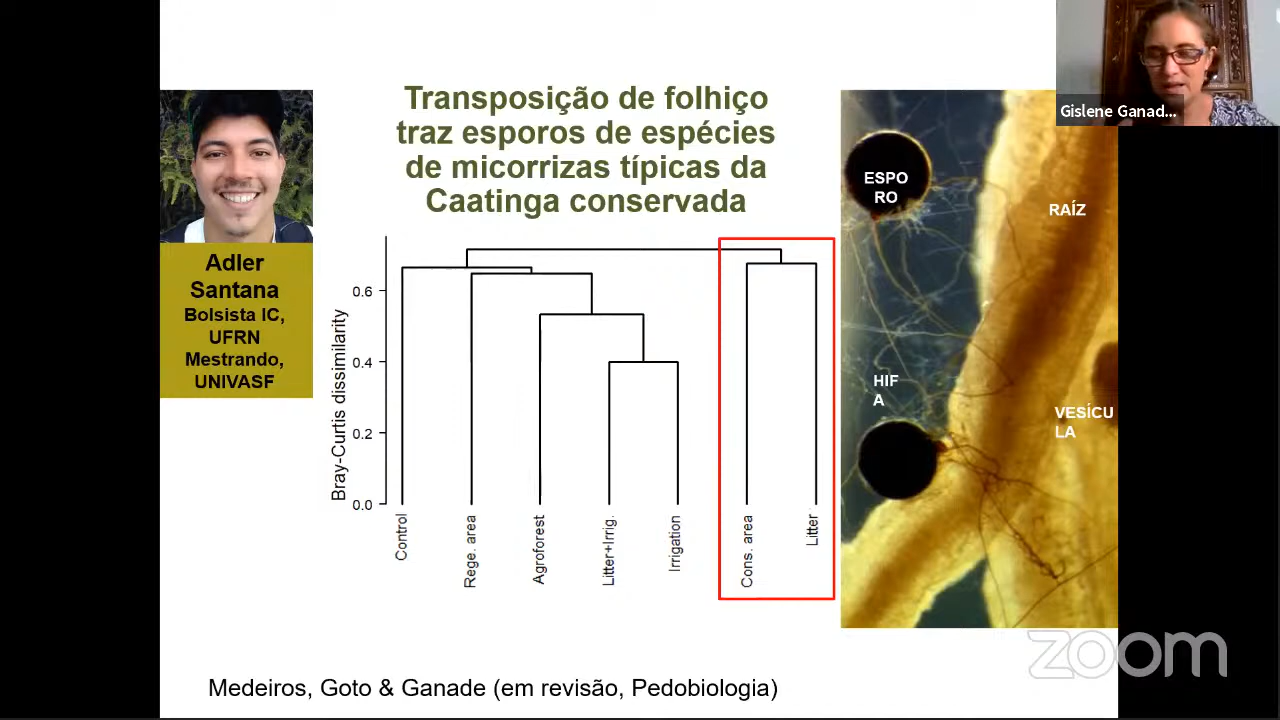 Transposição de folhiço
traz esporos de espécies
de micorrizas típicas da
Caatinga conservada
Gislene Ganad...
Adler
Santana
Bolsista IC,
UFRN
Mestrando,
UNIVASF
Bray-Curtis dissimilarity
0.6
0.4
0.2
0.0
Control
Rege. area
Agroforest
Litter+Irrig.
Irrigation
Cons. area
Litter
ESPO
RO
RAÍZ
HIF
A
VESÍCU
LA
zoom
Medeiros, Goto & Ganade (em revisão, Pedobiologia)